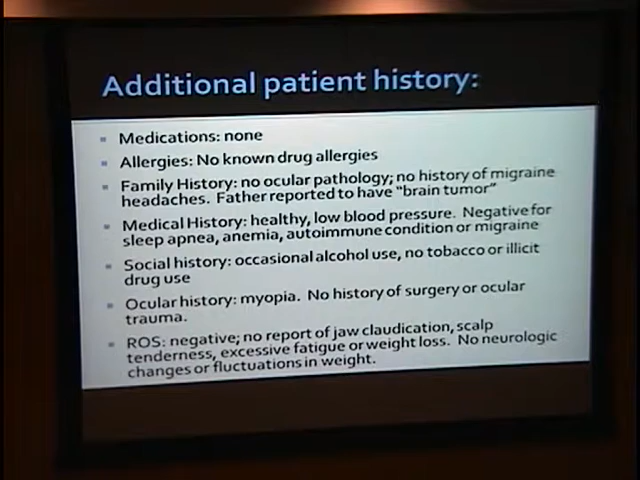 Additional patient history:
Medications: none
Allergies: No known drug allergies
Family History: no ocular pathology; no history of migraine
headaches. Father reported to have "brain tumor"
Medical History: healthy, low blood pressure. Negative for
sleep apnea, anemia, autoimmune condition or migraine
Social history: occasional alcohol use, no tobacco or illicit
drug use
Ocular history: myopia. No history of surgery or ocular
trauma.
ROS: negative; no report of jaw claudication, scalp
tenderness, excessive fatigue or weight loss. No neurologic
changes or fluctuations in weight.